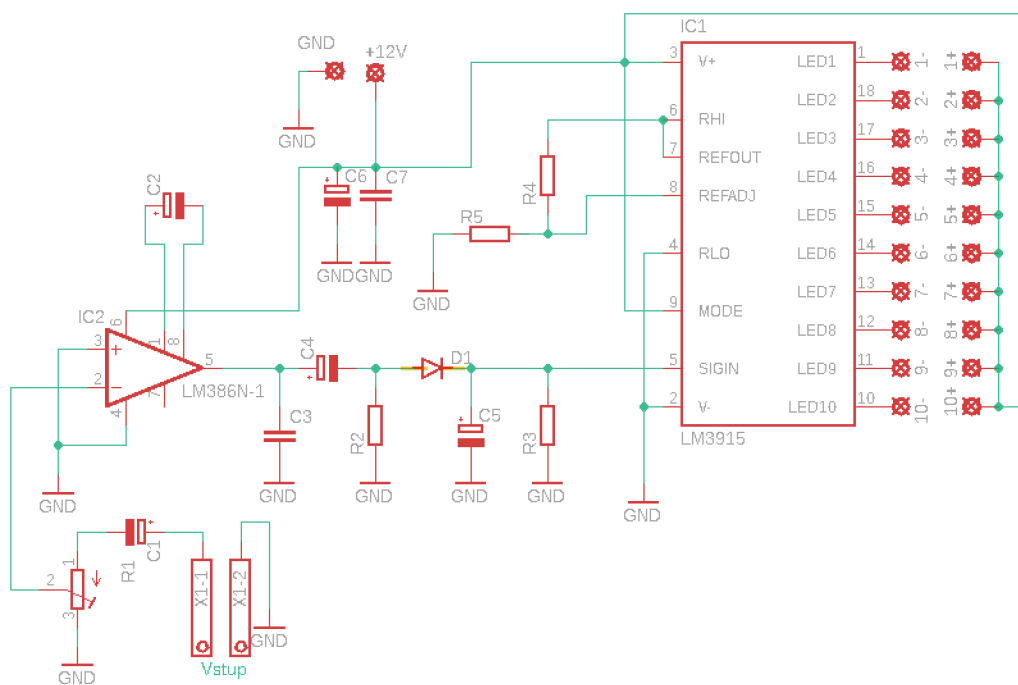 IC1
GND
+12V
3
V+
LED1
1
1-
1+
LED2
18
2-
2+
6
RHI
LED3
17
3-
3+
GND
7
REFOUT
LED4
16
4-
4+
C2
C6
C7
R4
8
REFADJ
LED5
15
5-
5+
R5
4
RLO
LED6
14
6-
6+
GND
GND
GND
LED7
13
7-
7+
9
MODE
IC2
6
1
8
LED8
12
8-
8+
3
2
4
7
5
LM386N-1
C4
D1
5
SIGIN
LED9
11
9-
9+
C3
R2
C5
R3
2
V-
LED10
10
10-
10+
LM3915
GND
GND
GND
GND
GND
GND
C1
R1
1
2
3
X1-1
X1-2
GND
GND
Vstup